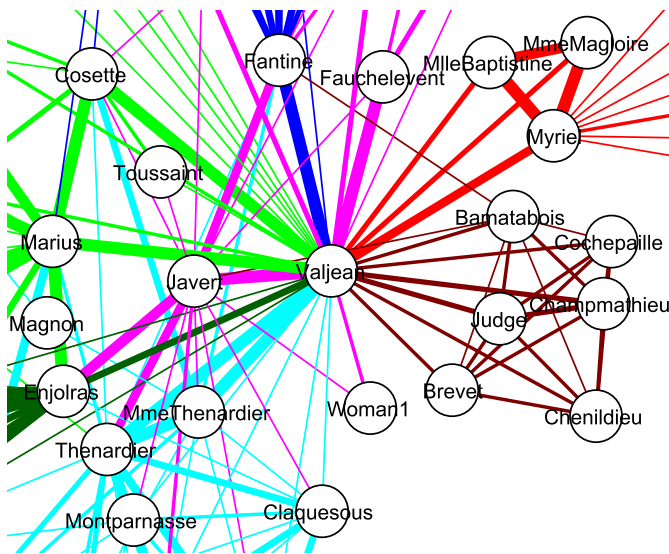 MmeMagloire
Fantine
MlleBaptistine
Cosette
Fauchelevent
Myriel
Toussaint
Bamatabois
Marius
Cochepaille
Valjean
Javert
Champmathieu
Magnon
Judge
Enjolras
Brevet
MmeThenardier
Woman1
Chenildieu
Thenardier
Claquesous
Montparnasse